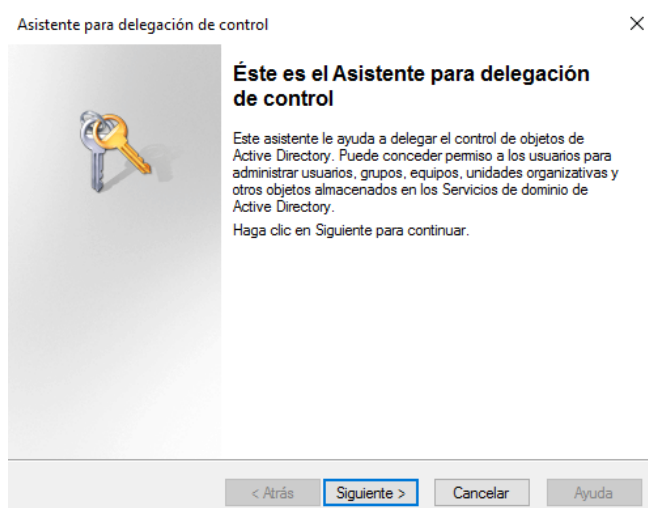 Asistente para delegación de control
Éste es el Asistente para delegación
de control
Este asistente le ayuda a delegar el control de objetos de
Active Directory. Puede conceder permiso a los usuarios para
administrar usuarios, grupos, equipos, unidades organizativas y
otros objetos almacenados en los Servicios de dominio de
Active Directory.
Haga clic en Siguiente para continuar.
< Atrás Siguiente > Cancelar Ayuda